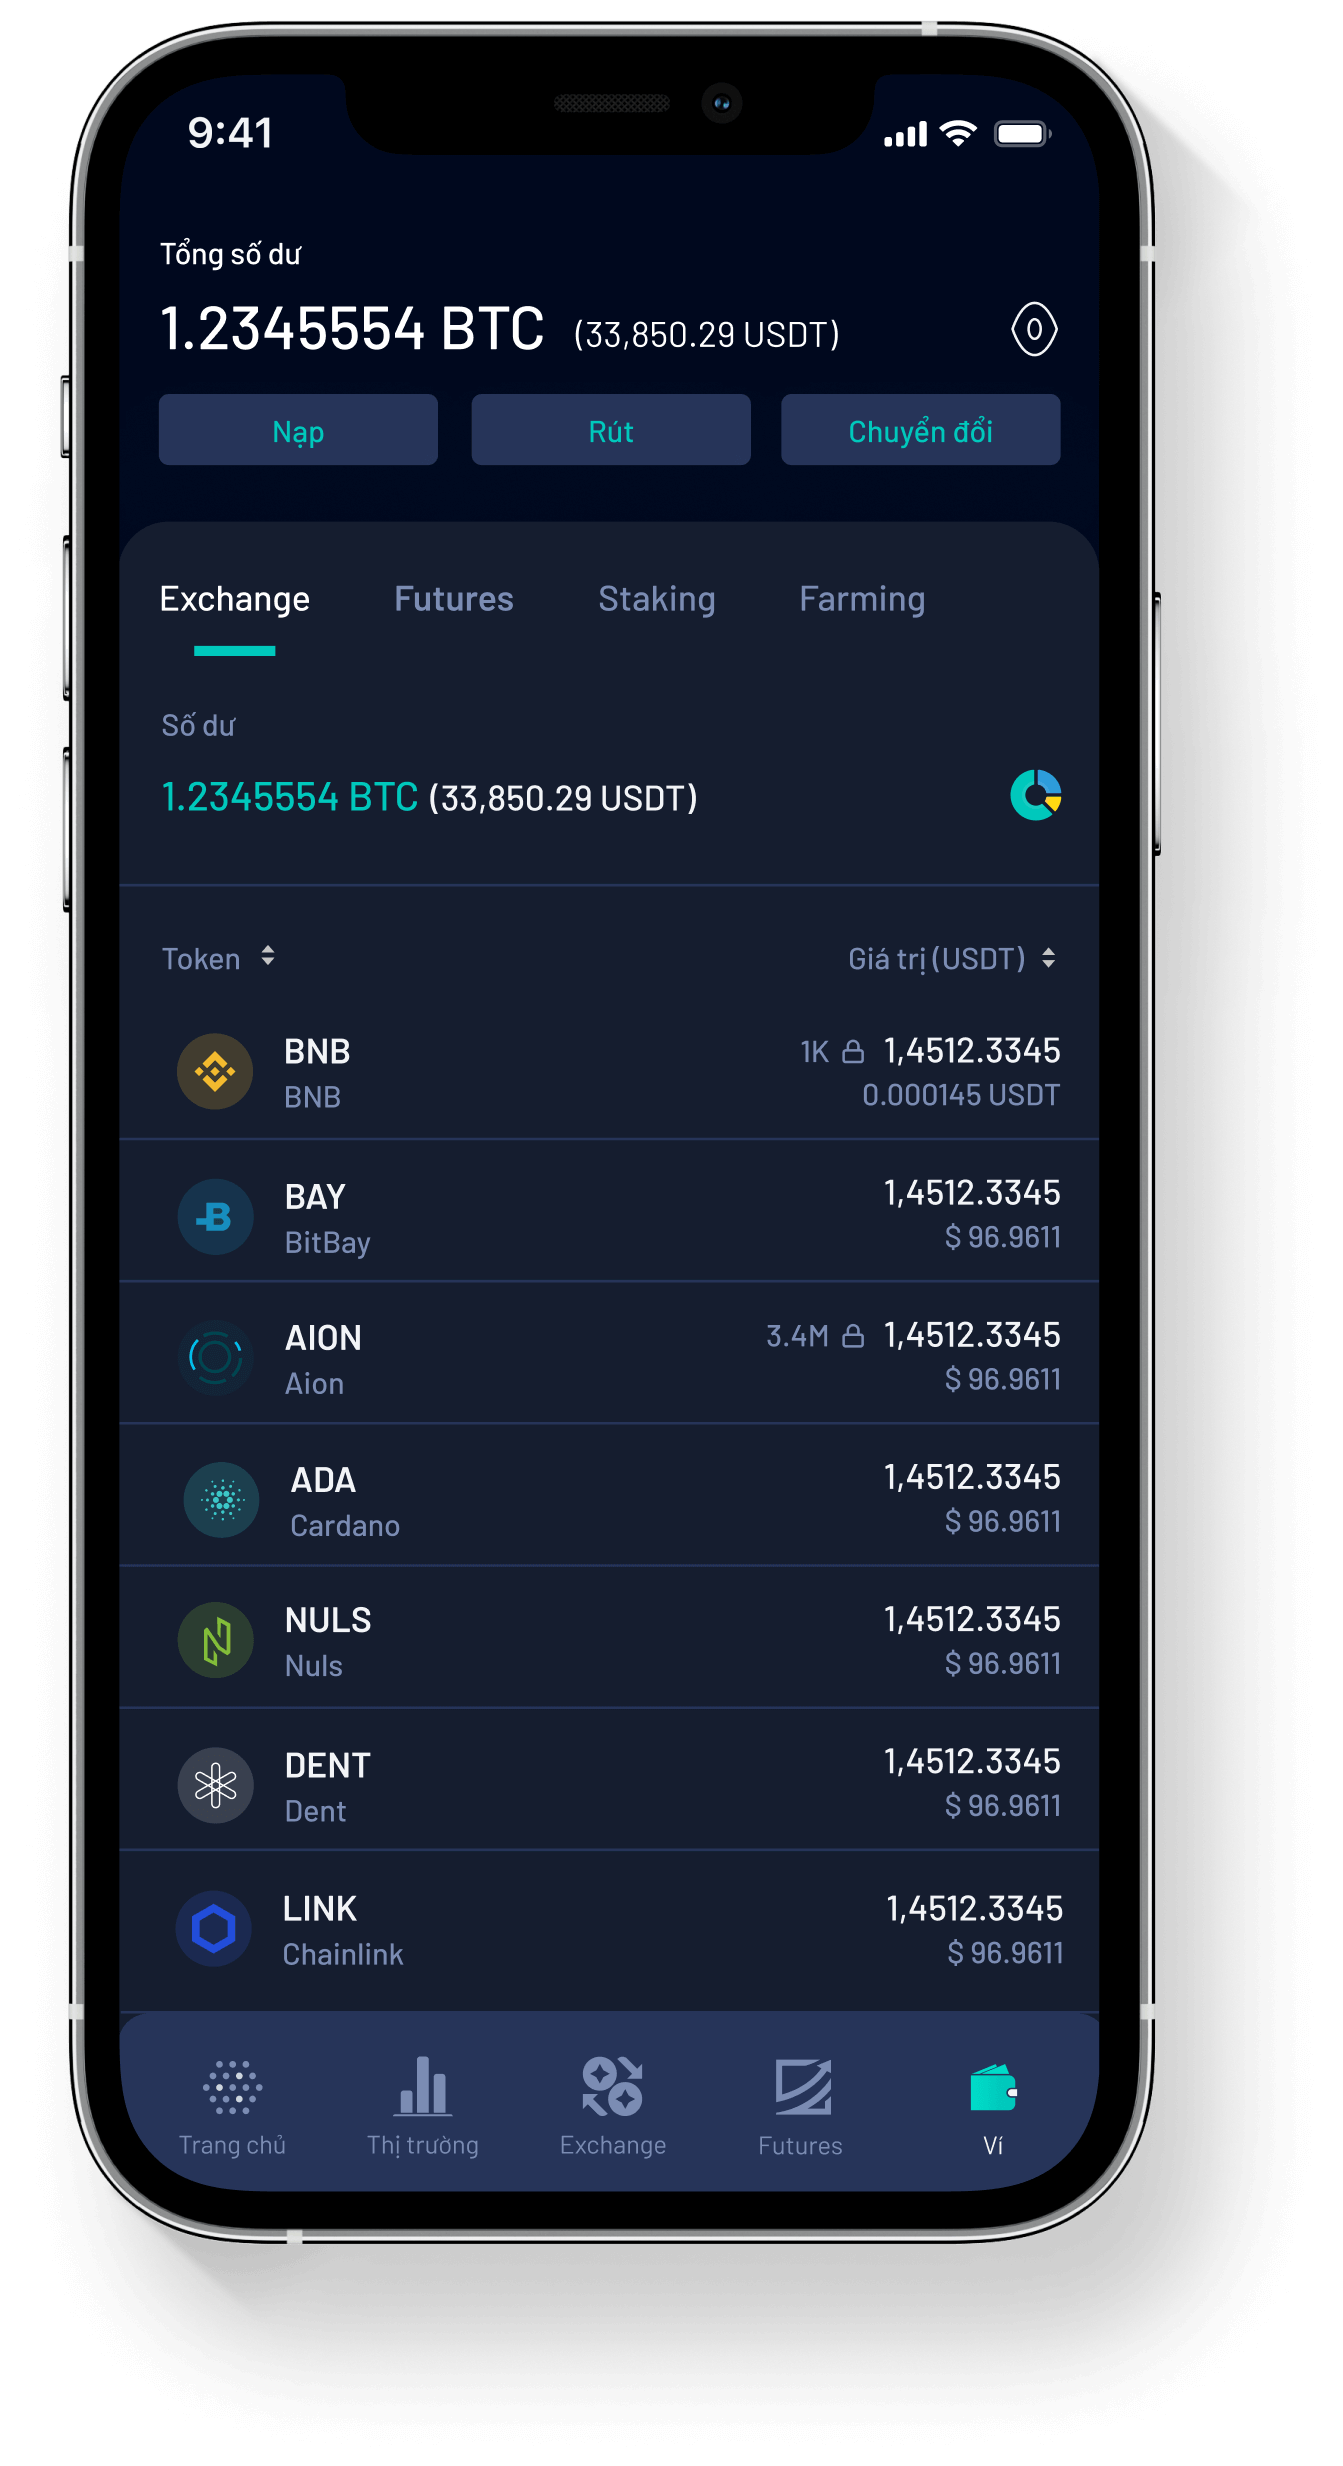 9:41
Tổng số dư
1.2345554 BTC (33,850.29 USDT)
Nạp Rút Chuyển đổi
Exchange Futures Staking Farming
Số dư
1.2345554 BTC (33,850.29 USDT)
Token Giá trị (USDT)
BNB 1K 1,4512.3345
BNB 0.000145 USDT
BAY 1,4512.3345
BitBay $ 96.9611
AION 3.4M 1,4512.3345
Aion $ 96.9611
ADA 1,4512.3345
Cardano $ 96.9611
NULS 1,4512.3345
Nuls $ 96.9611
DENT 1,4512.3345
Dent $ 96.9611
LINK 1,4512.3345
Chainlink $ 96.9611
Trang chủ Thị trường Exchange Futures Ví